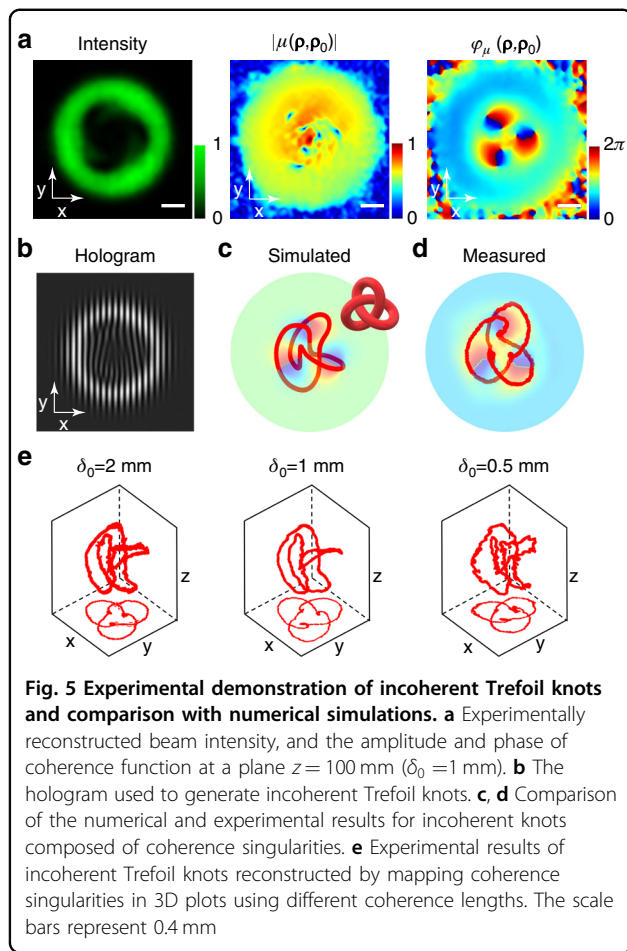 a
Intensity
|μ(ρ,ρ₀)|
φμ (ρ,ρ₀)
y
x
1
0
1
0
y
x
2π
0
b Hologram
c Simulated
d Measured
y
x
e
δ₀=2 mm
δ₀=1 mm
δ₀=0.5 mm
z
x
y
z
x
y
z
x
y
Fig. 5 Experimental demonstration of incoherent Trefoil knots
and comparison with numerical simulations. a Experimentally
reconstructed beam intensity, and the amplitude and phase of
coherence function at a plane z = 100 mm (δ₀ =1 mm). b The
hologram used to generate incoherent Trefoil knots. c, d Comparison
of the numerical and experimental results for incoherent knots
composed of coherence singularities. e Experimental results of
incoherent Trefoil knots reconstructed by mapping coherence
singularities in 3D plots using different coherence lengths. The scale
bars represent 0.4 mm